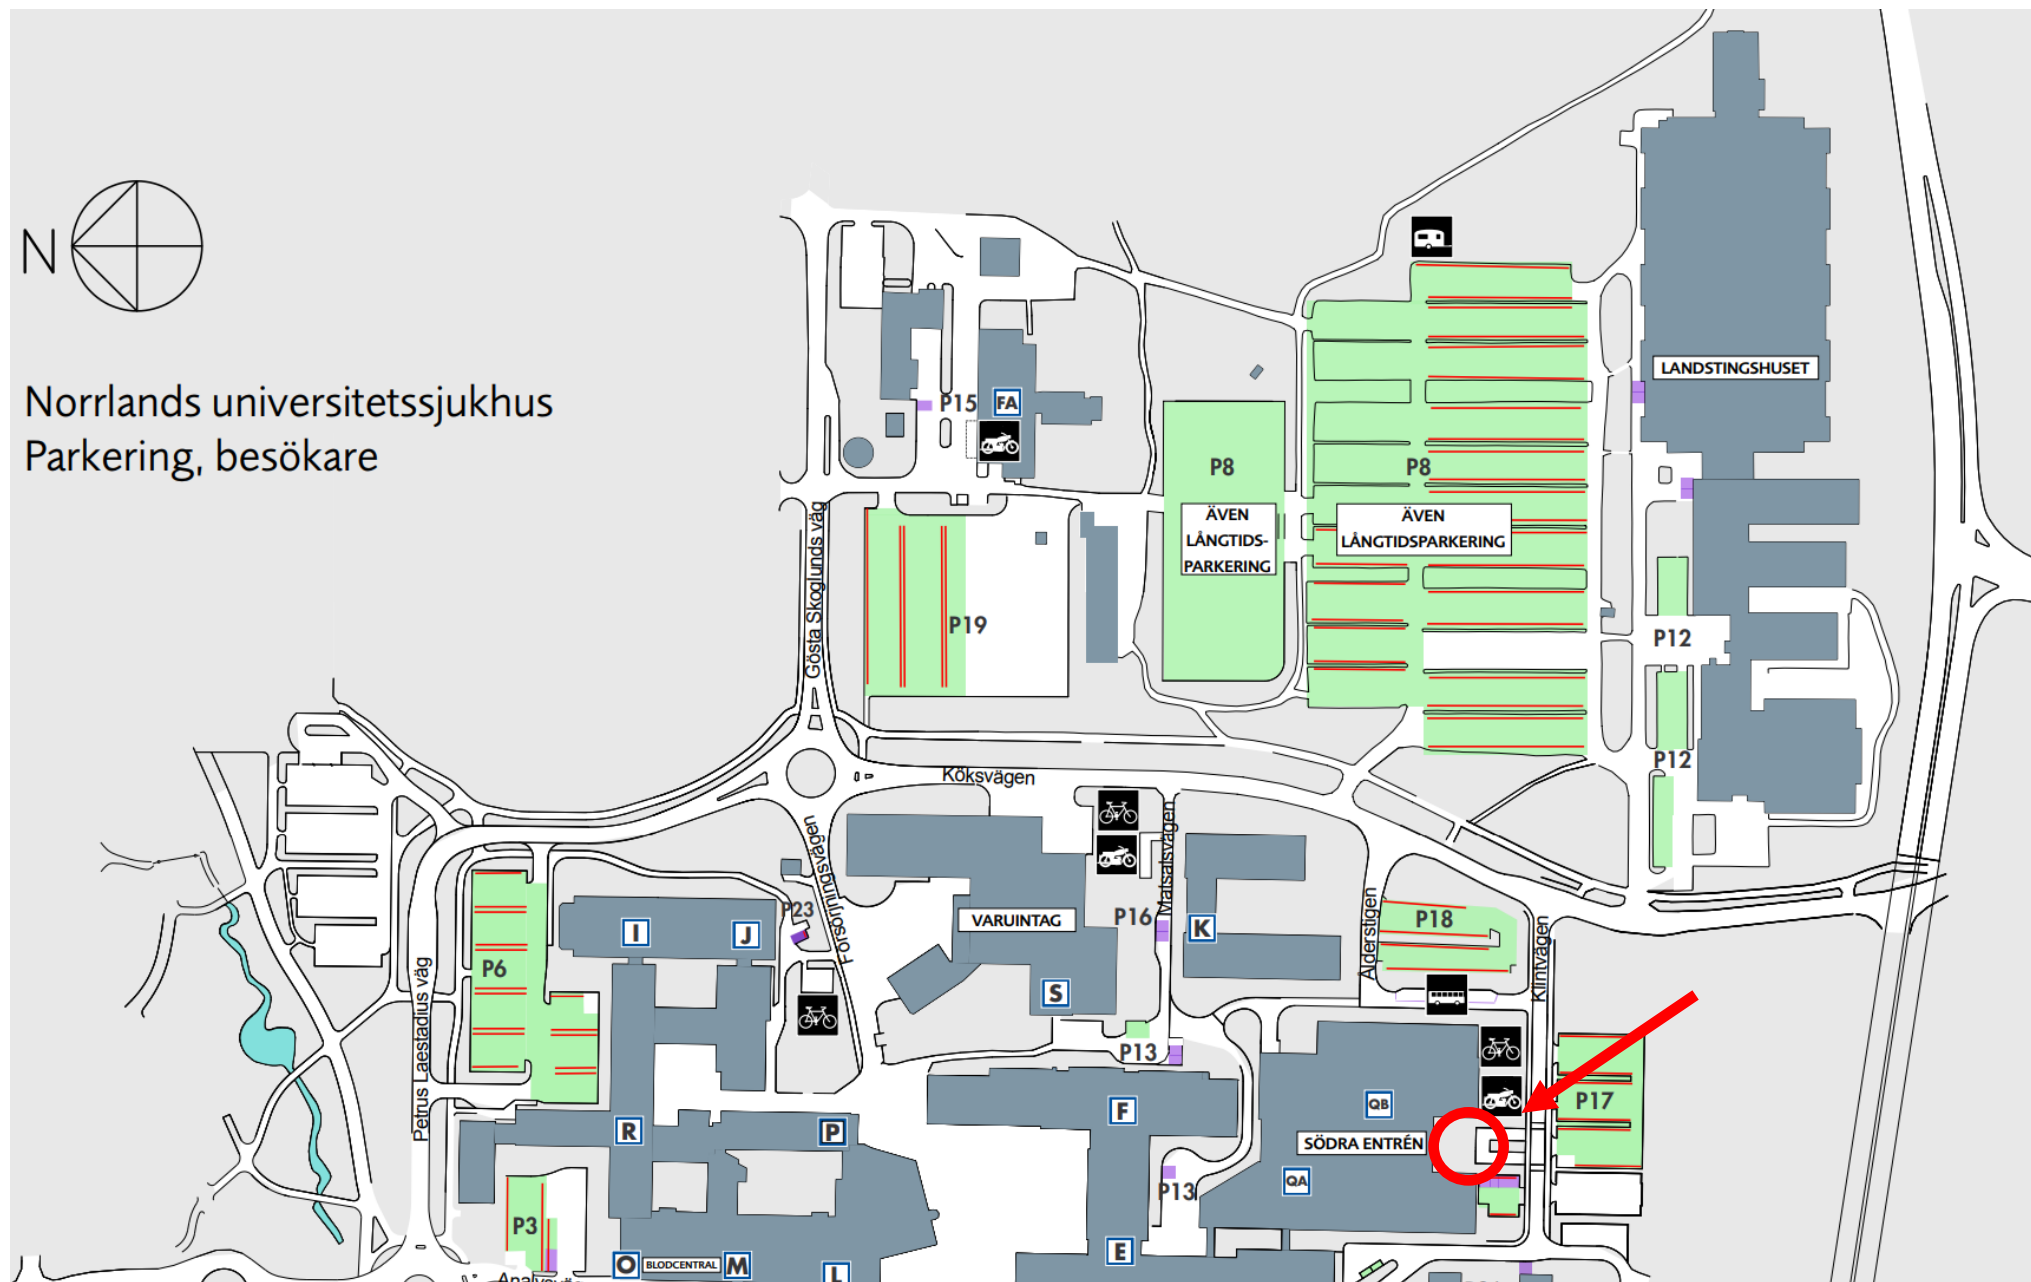 N
Norrlands universitetssjukhus
Parkering, besökare
LANDSTINGSHUSET
P15
FA
P8
P8
ÄVEN
LÅNGTIDS-
PARKERING
ÄVEN
LÅNGTIDSPARKERING
Gösta Skoglunds väg
P19
P12
P12
Köksvägen
Försörjningsvägen
Matsalsvägen
P23
I
J
VARUINTAG
P16
K
Ålderstigen
P18
Klintvägen
P6
Petrus Laestadius väg
S
P13
F
QB
P17
R
P
SÖDRA ENTRÉN
QA
P13
P3
O
BLODCENTRAL
M
L
E